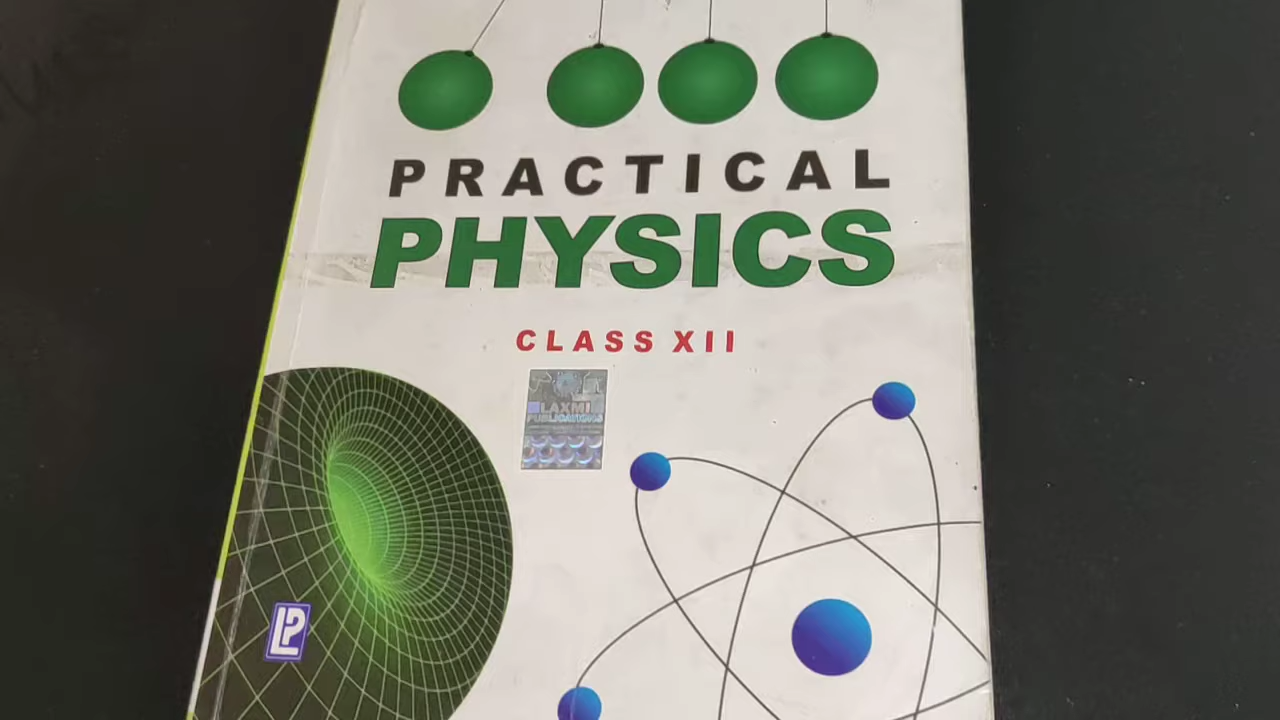 PRACTICAL
PHYSICS
CLASS XII
LAXMI
PUBLICATIONS
LP